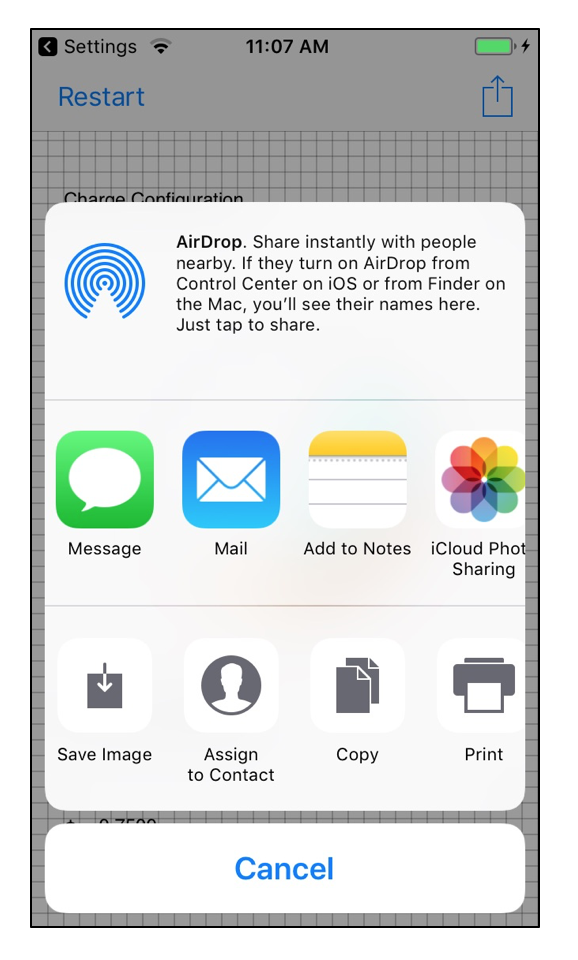 Settings 11:07 AM
Restart
Charge Configuration
AirDrop. Share instantly with people
nearby. If they turn on AirDrop from
Control Center on iOS or from Finder on
the Mac, you’ll see their names here.
Just tap to share.
Message Mail Add to Notes iCloud Phot
Sharing
Save Image Assign Copy Print
to Contact
Cancel